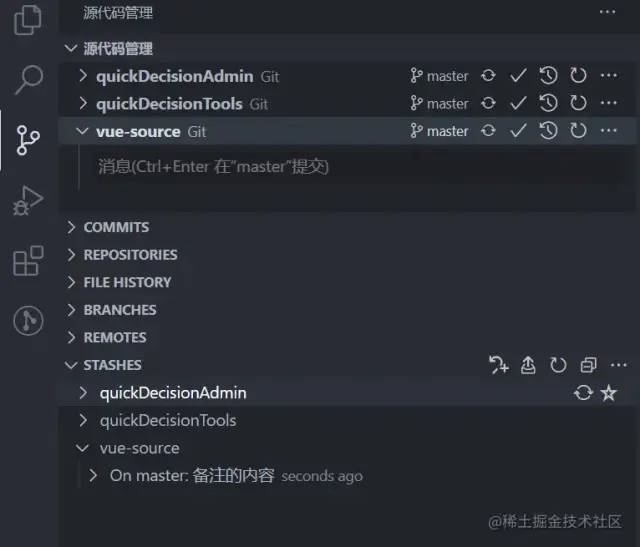 源代码管理
源代码管理
quickDecisionAdmin Git master
quickDecisionTools Git master
vue-source Git master
消息(Ctrl+Enter 在"master"提交)
COMMITS
REPOSITORIES
FILE HISTORY
BRANCHES
REMOTES
STASHES
quickDecisionAdmin
quickDecisionTools
vue-source
On master: 备注的内容 seconds ago
@稀土掘金技术社区